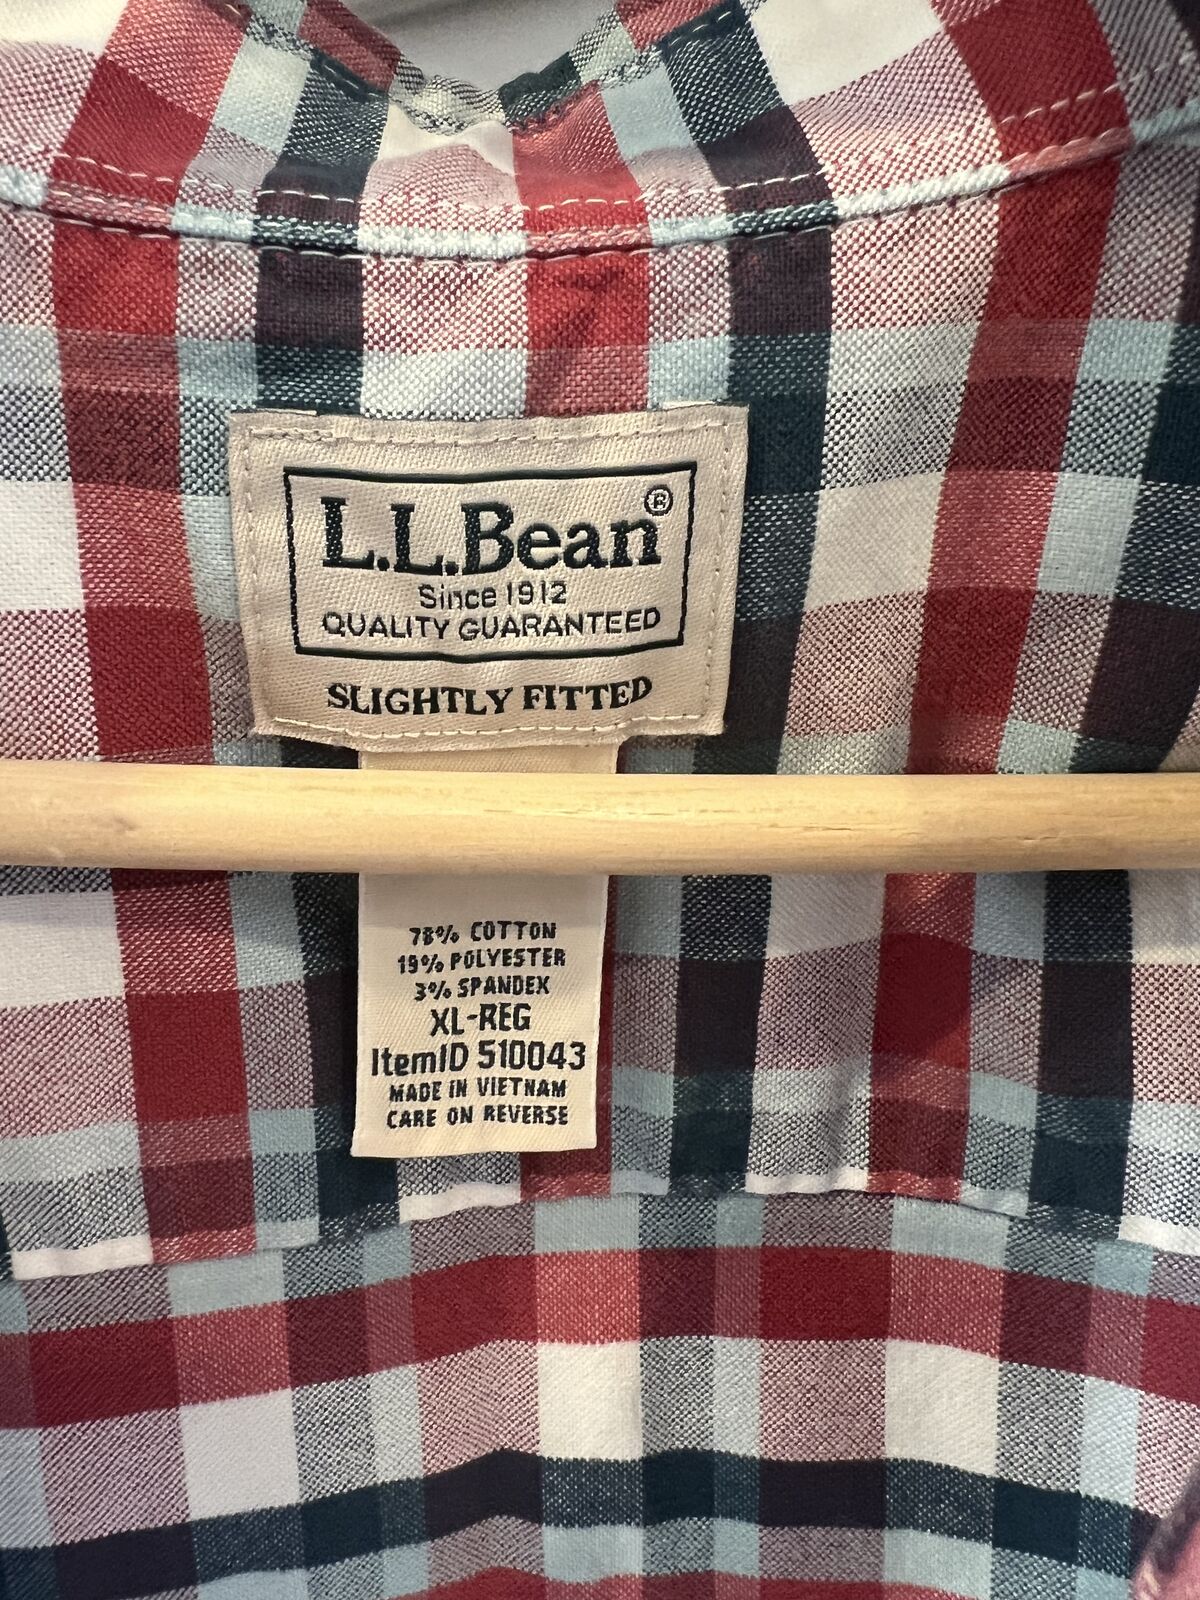 L.L.Bean®
Since 1912
QUALITY GUARANTEED
SLIGHTLY FITTED
78% COTTON
19% POLYESTER
3% SPANDEX
XL-REG
ItemID 510043
MADE IN VIETNAM
CARE ON REVERSE